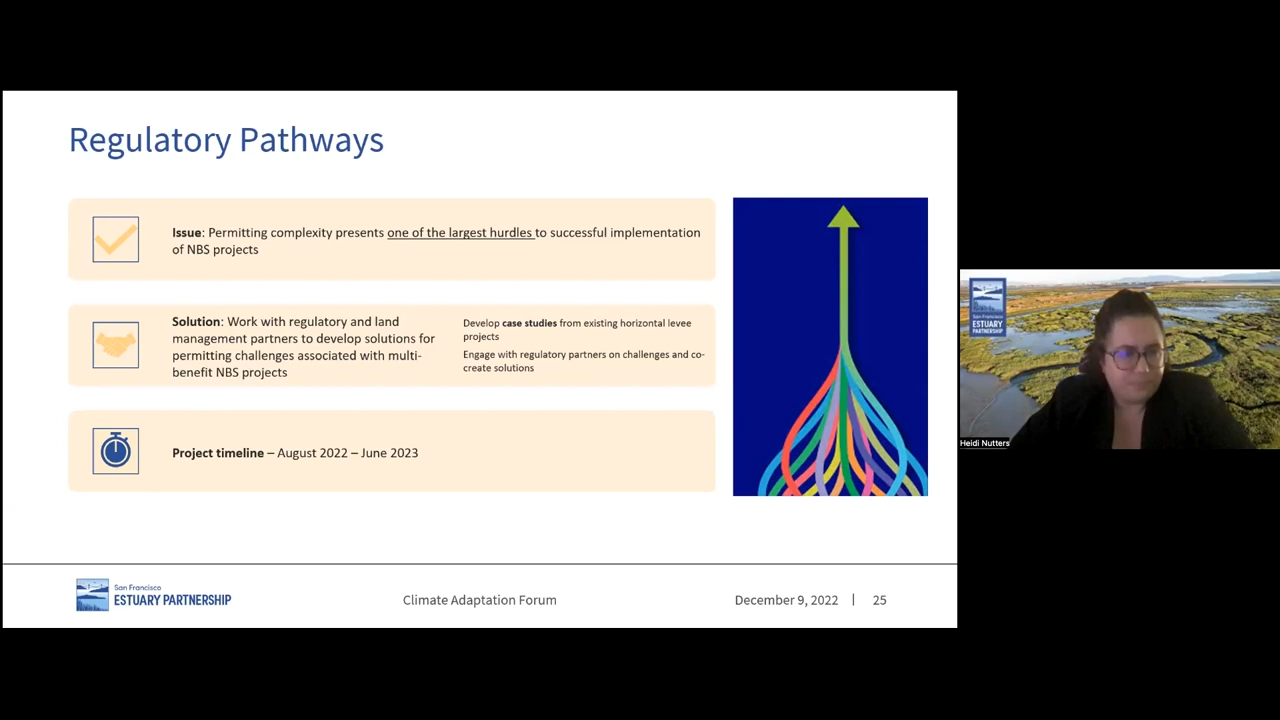 Regulatory Pathways
Issue: Permitting complexity presents one of the largest hurdles to successful implementation
of NBS projects
Solution: Work with regulatory and land
management partners to develop solutions for
permitting challenges associated with multi-
benefit NBS projects
Develop case studies from existing horizontal levee
projects
Engage with regulatory partners on challenges and co-
create solutions
Project timeline – August 2022 – June 2023
San Francisco
ESTUARY PARTNERSHIP
Climate Adaptation Forum
December 9, 2022 | 25
San Francisco
ESTUARY
PARTNERSHIP
Heidi Nutters